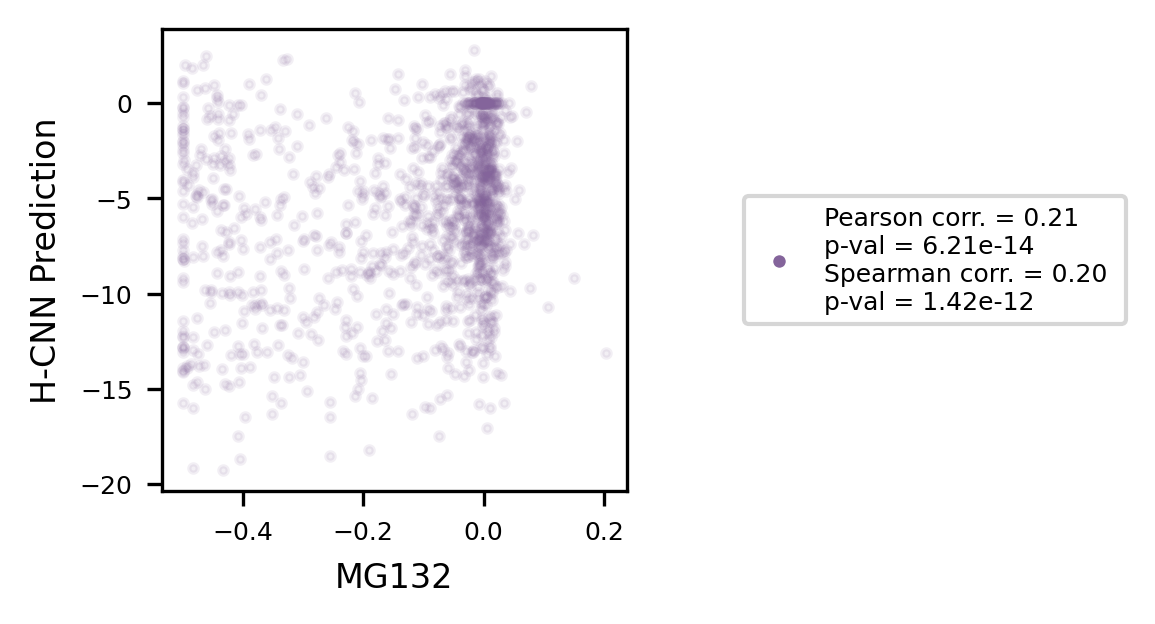 H-CNN Prediction
0
−5
−10
−15
−20
−0.4
−0.2
0.0
0.2
MG132
Pearson corr. = 0.21
p-val = 6.21e-14
Spearman corr. = 0.20
p-val = 1.42e-12